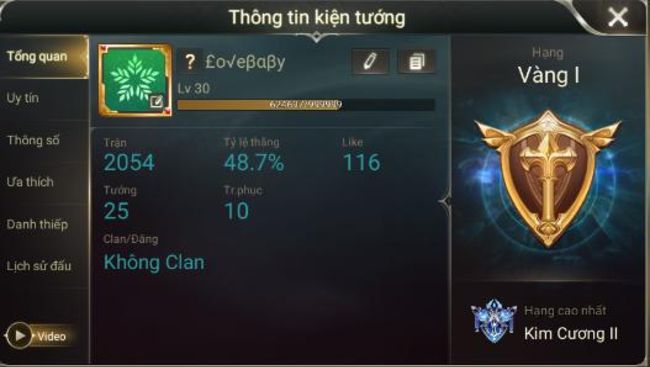 Thông tin kiện tướng
Tổng quan
Uy tín
Thông số
Ưa thích
Danh thiếp
Lịch sử đấu
Video
? £o√eβαβy
Lv 30
Trận
2054
Tỷ lệ thắng
48.7%
Like
116
Tướng
25
Tr.phục
10
Clan/Đảng
Không Clan
Hạng
Vàng I
Hạng cao nhất
Kim Cương II